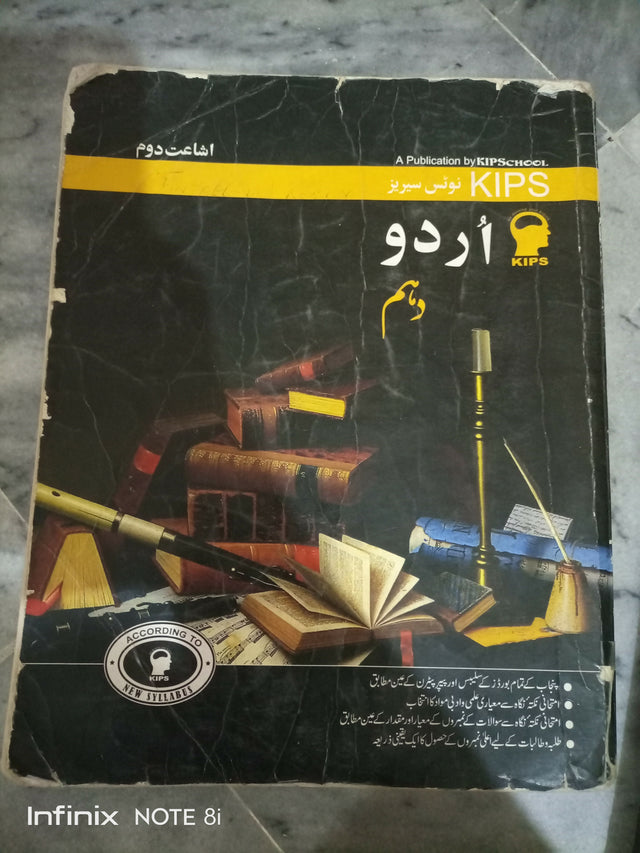 اشاعت دوم
A Publication by KIPSCHOOL
KIPS نوٹس سیریز
اُردو
KIPS
دہم
ACCORDING TO
KIPS
NEW SYLLABUS
پنجاب کے تمام بورڈز کے سلیبس اور پیپر پیٹرن کے عین مطابق
امتحانی نکتۂ نگاہ سے معیاری علمی و ادبی مواد کا انتخاب
امتحانی نکتۂ نگاہ سے سوالات کے نمبروں کے معیار اور مقدار کے عین مطابق
طلبہ و طالبات کے لیے اعلیٰ نمبروں کے حصول کا ایک یقینی ذریعہ
Infinix NOTE 8i